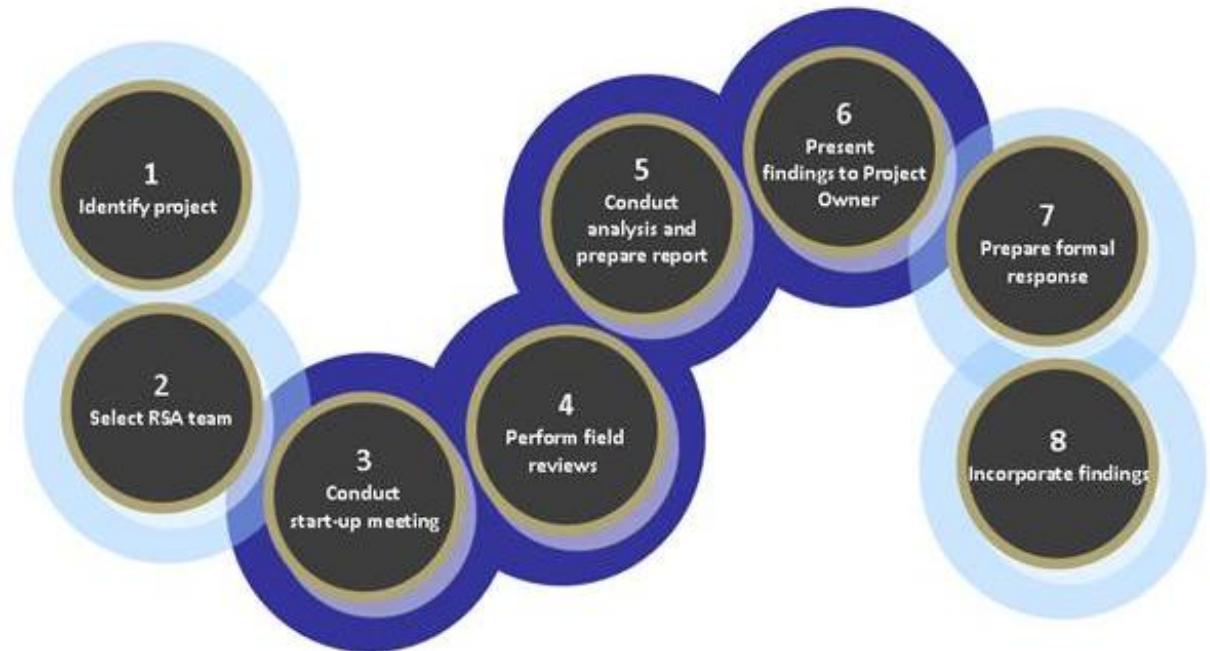 1
Identify project
2
Select RSA team
3
Conduct
start-up meeting
4
Perform field
reviews
5
Conduct
analysis and
prepare report
6
Present
findings to Project
Owner
7
Prepare formal
response
8
Incorporate findings